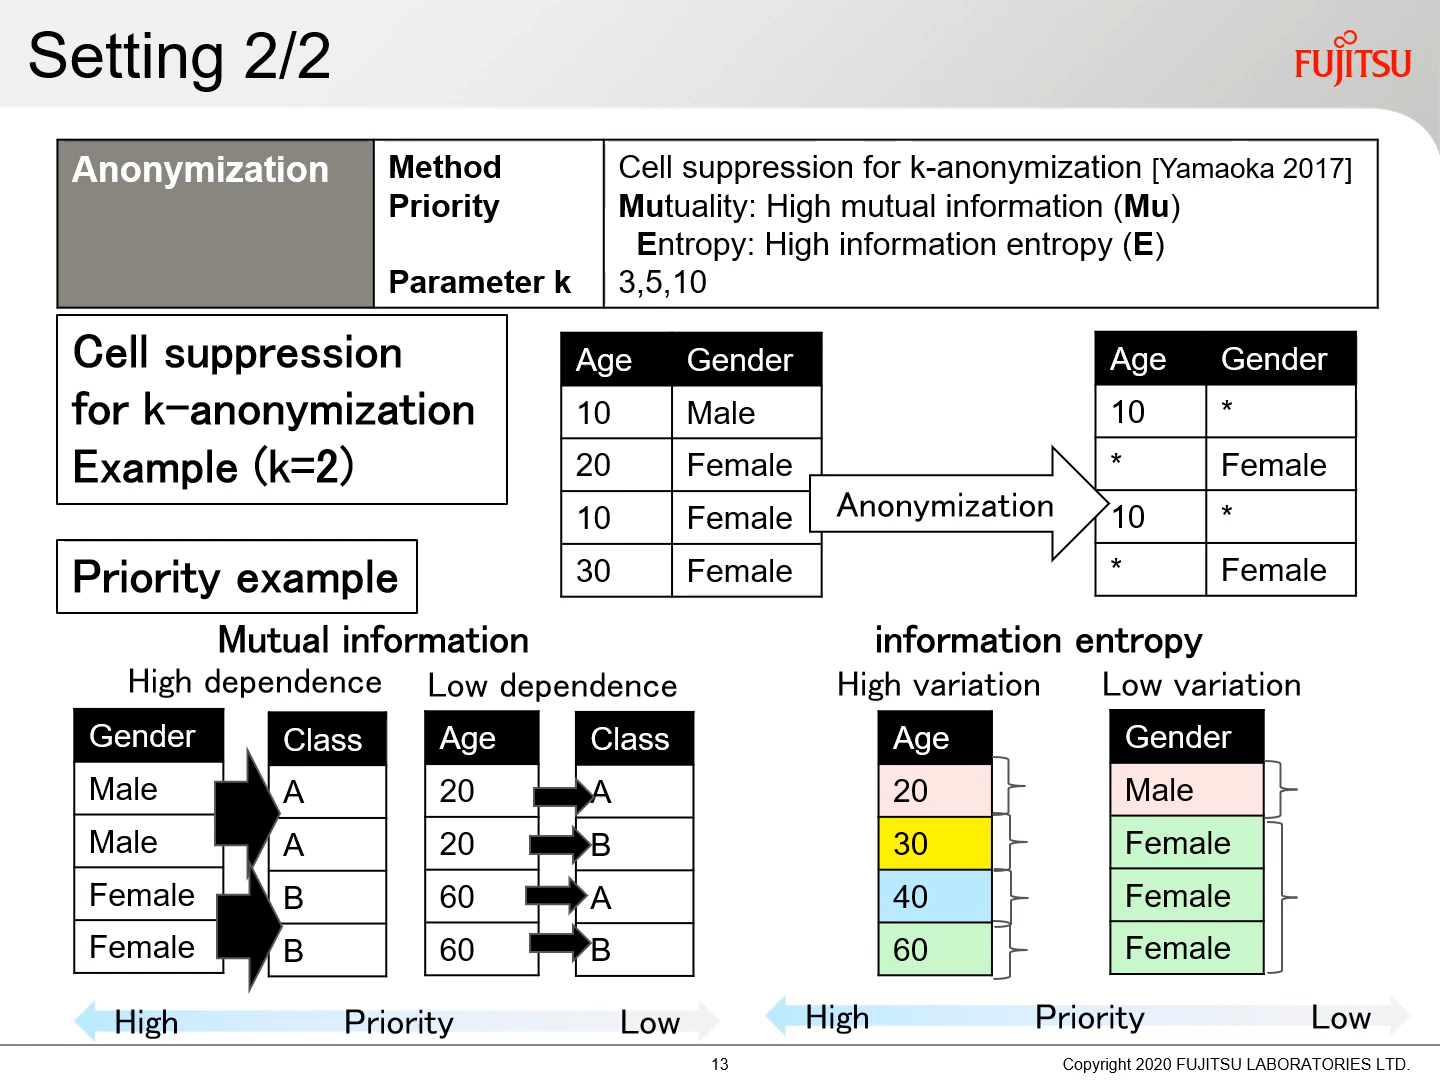 Setting 2/2
FUJITSU
Anonymization
Method
Cell suppression for k-anonymization [Yamaoka 2017]
Priority
Mutuality: High mutual information (Mu)
Entropy: High information entropy (E)
Parameter k
3,5,10
Cell suppression
for k-anonymization
Example (k=2)
Age Gender
10 Male
20 Female
10 Female
30 Female
Anonymization
Age Gender
10 *
* Female
10 *
* Female
Priority example
Mutual information
High dependence
Low dependence
Gender
Male
Male
Female
Female
Class
A
A
B
B
Age
20
20
60
60
Class
A
B
A
B
High Priority Low
information entropy
High variation
Low variation
Age
20
30
40
60
Gender
Male
Female
Female
Female
High Priority Low
13
Copyright 2020 FUJITSU LABORATORIES LTD.